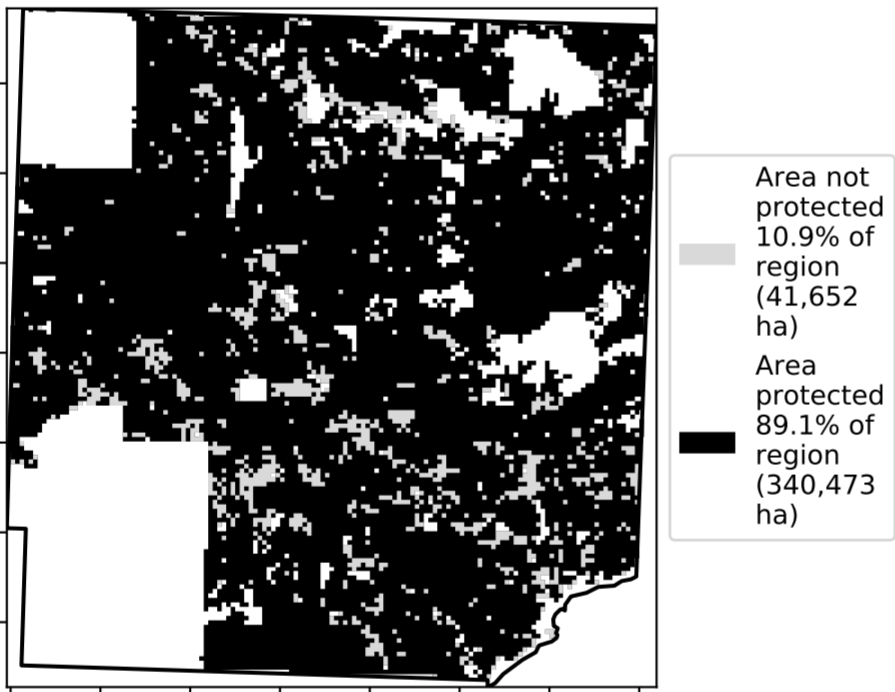 Area not
protected
10.9% of
region
(41,652
ha)
Area
protected
89.1% of
region
(340,473
ha)